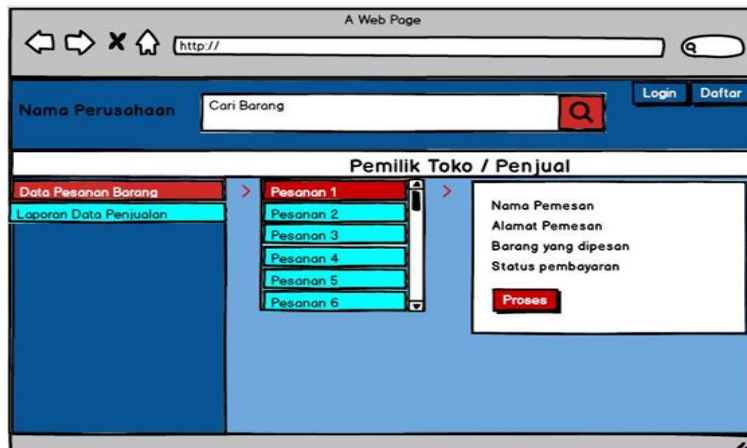 A Web Page
http://
Nama Perusahaan
Cari Barang
Login
Daftar
Pemilik Toko / Penjual
Data Pesanan Barang
Laporan Data Penjualan
>
Pesanan 1
Pesanan 2
Pesanan 3
Pesanan 4
Pesanan 5
Pesanan 6
>
Nama Pemesan
Alamat Pemesan
Barang yang dipesan
Status pembayaran
Proses